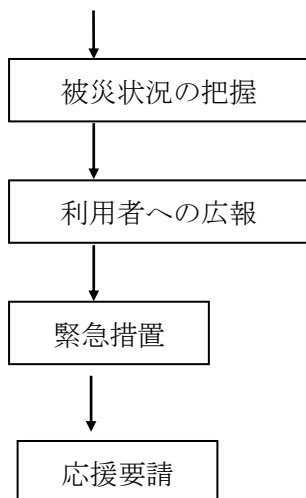 被災状況の把握
利用者への広報
緊急措置
応援要請